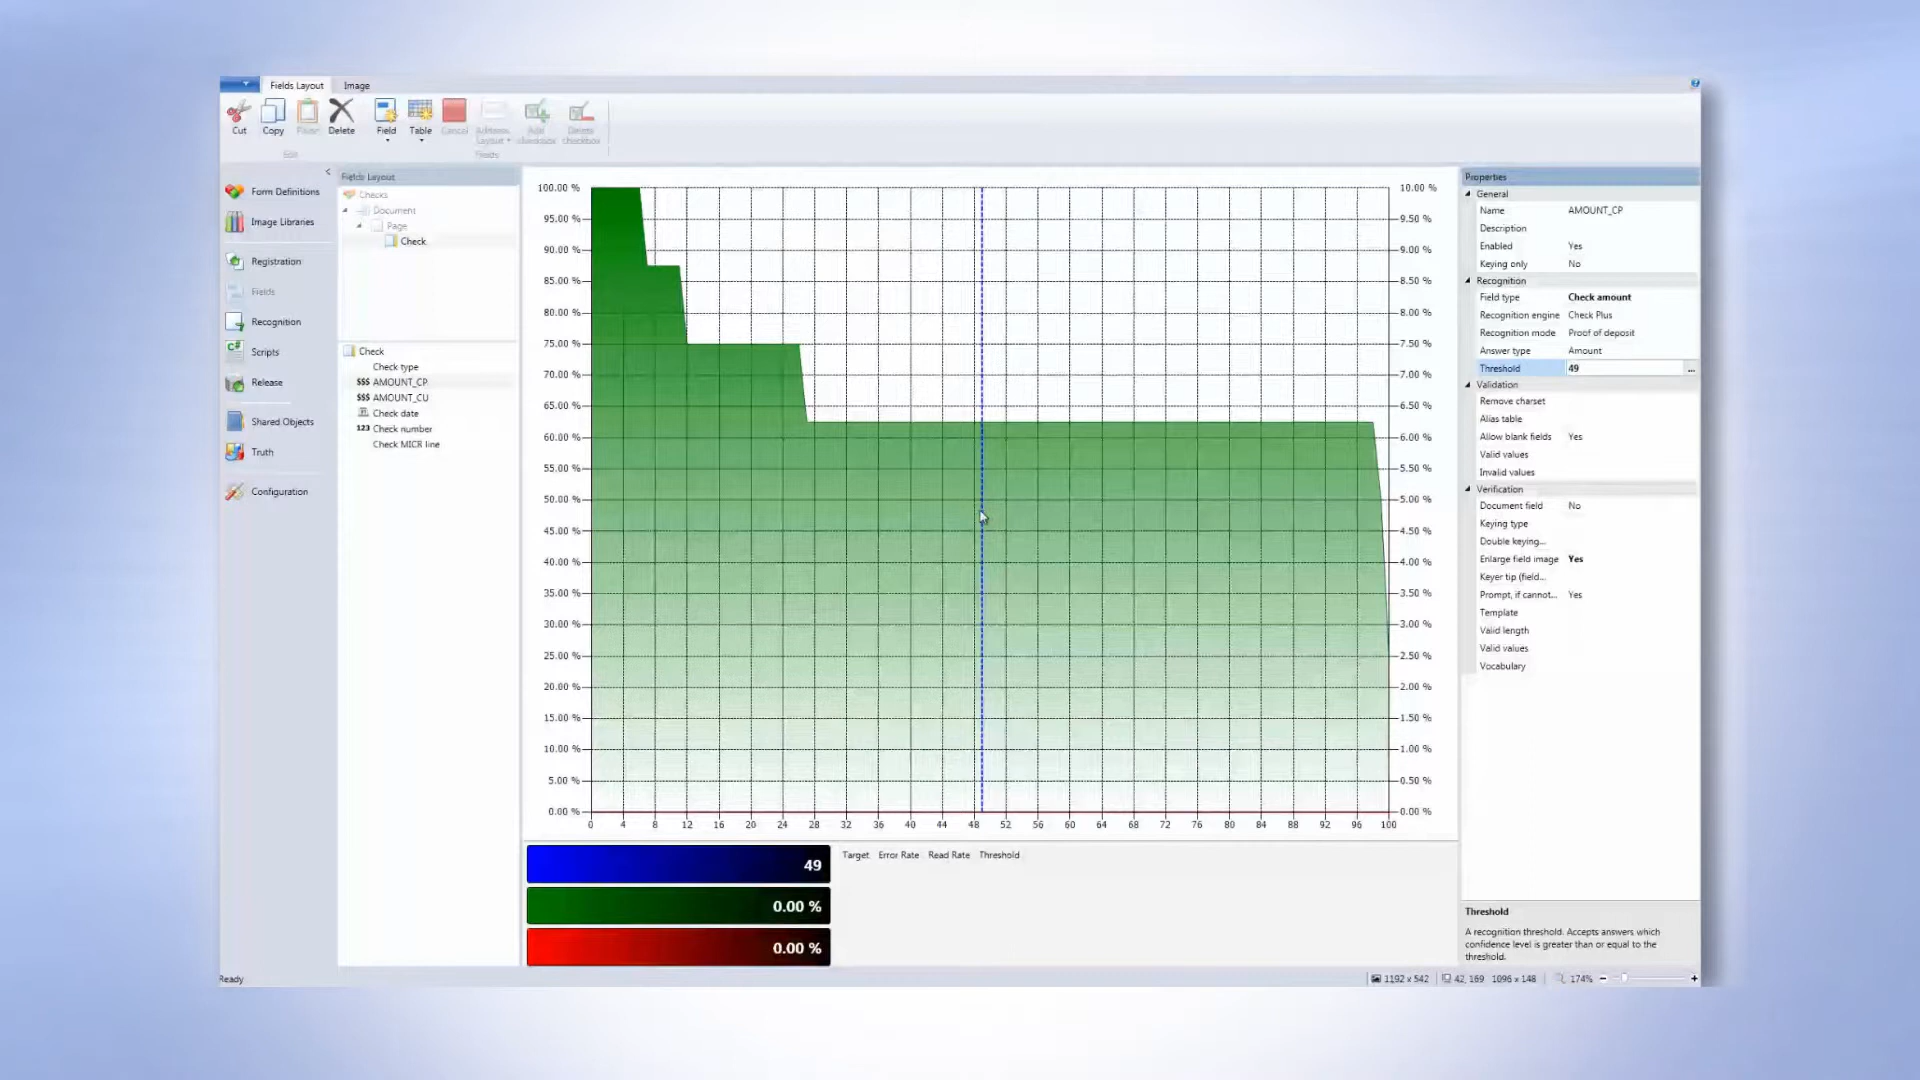 Fields Layout Image
Cut Copy Paste Delete Field Table Cancel Address Layout Add checkbox Delete checkbox
Edit Fields
Form Definitions
Image Libraries
Registration
Fields
Recognition
Scripts
Release
Shared Objects
Truth
Configuration
Fields Layout
Checks
Document
Page
Check
Check
Check type
$$$ AMOUNT_CP
$$$ AMOUNT_CU
Check date
123 Check number
Check MICR line
100.00 %
95.00 %
90.00 %
85.00 %
80.00 %
75.00 %
70.00 %
65.00 %
60.00 %
55.00 %
50.00 %
45.00 %
40.00 %
35.00 %
30.00 %
25.00 %
20.00 %
15.00 %
10.00 %
5.00 %
0.00 %
0 4 8 12 16 20 24 28 32 36 40 44 48 52 56 60 64 68 72 76 80 84 88 92 96 100
10.00 %
9.50 %
9.00 %
8.50 %
8.00 %
7.50 %
7.00 %
6.50 %
6.00 %
5.50 %
5.00 %
4.50 %
4.00 %
3.50 %
3.00 %
2.50 %
2.00 %
1.50 %
1.00 %
0.50 %
0.00 %
49
0.00 %
0.00 %
Target Error Rate Read Rate Threshold
Properties
General
Name AMOUNT_CP
Description
Enabled Yes
Keying only No
Recognition
Field type Check amount
Recognition engine Check Plus
Recognition mode Proof of deposit
Answer type Amount
Threshold 49 ...
Validation
Remove charset
Alias table
Allow blank fields Yes
Valid values
Invalid values
Verification
Document field No
Keying type
Double keying...
Enlarge field image Yes
Keyer tip (field...
Prompt, if cannot... Yes
Template
Valid length
Valid values
Vocabulary
Threshold
A recognition threshold. Accepts answers which
confidence level is greater than or equal to the
threshold.
Ready
1192 x 542 42, 169 1096 x 148 174%